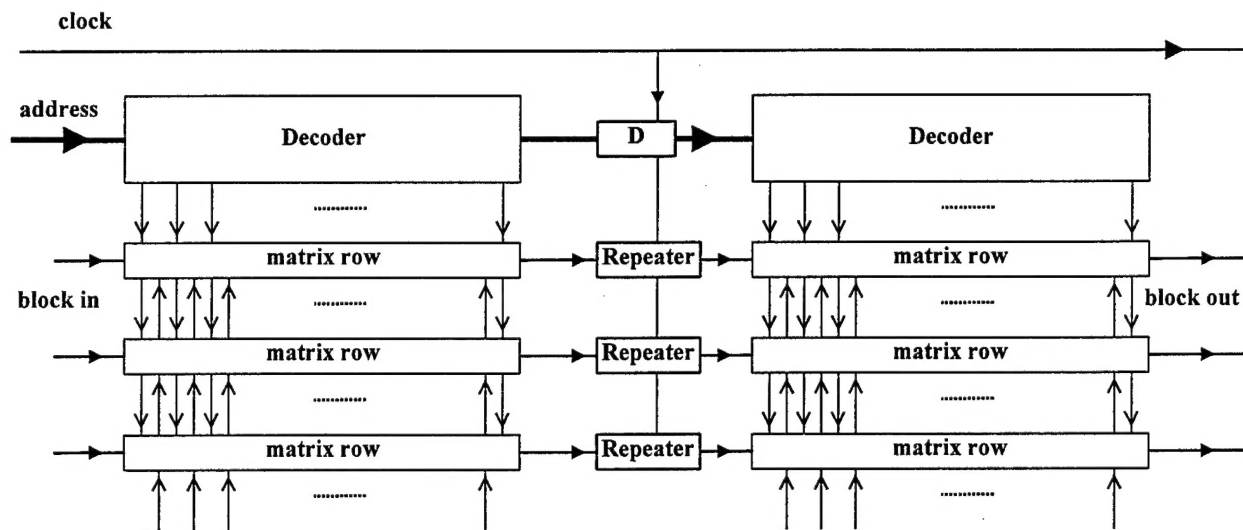 clock
address
Decoder
D
Decoder
matrix row
Repeater
matrix row
block in
block out
matrix row
Repeater
matrix row
matrix row
Repeater
matrix row